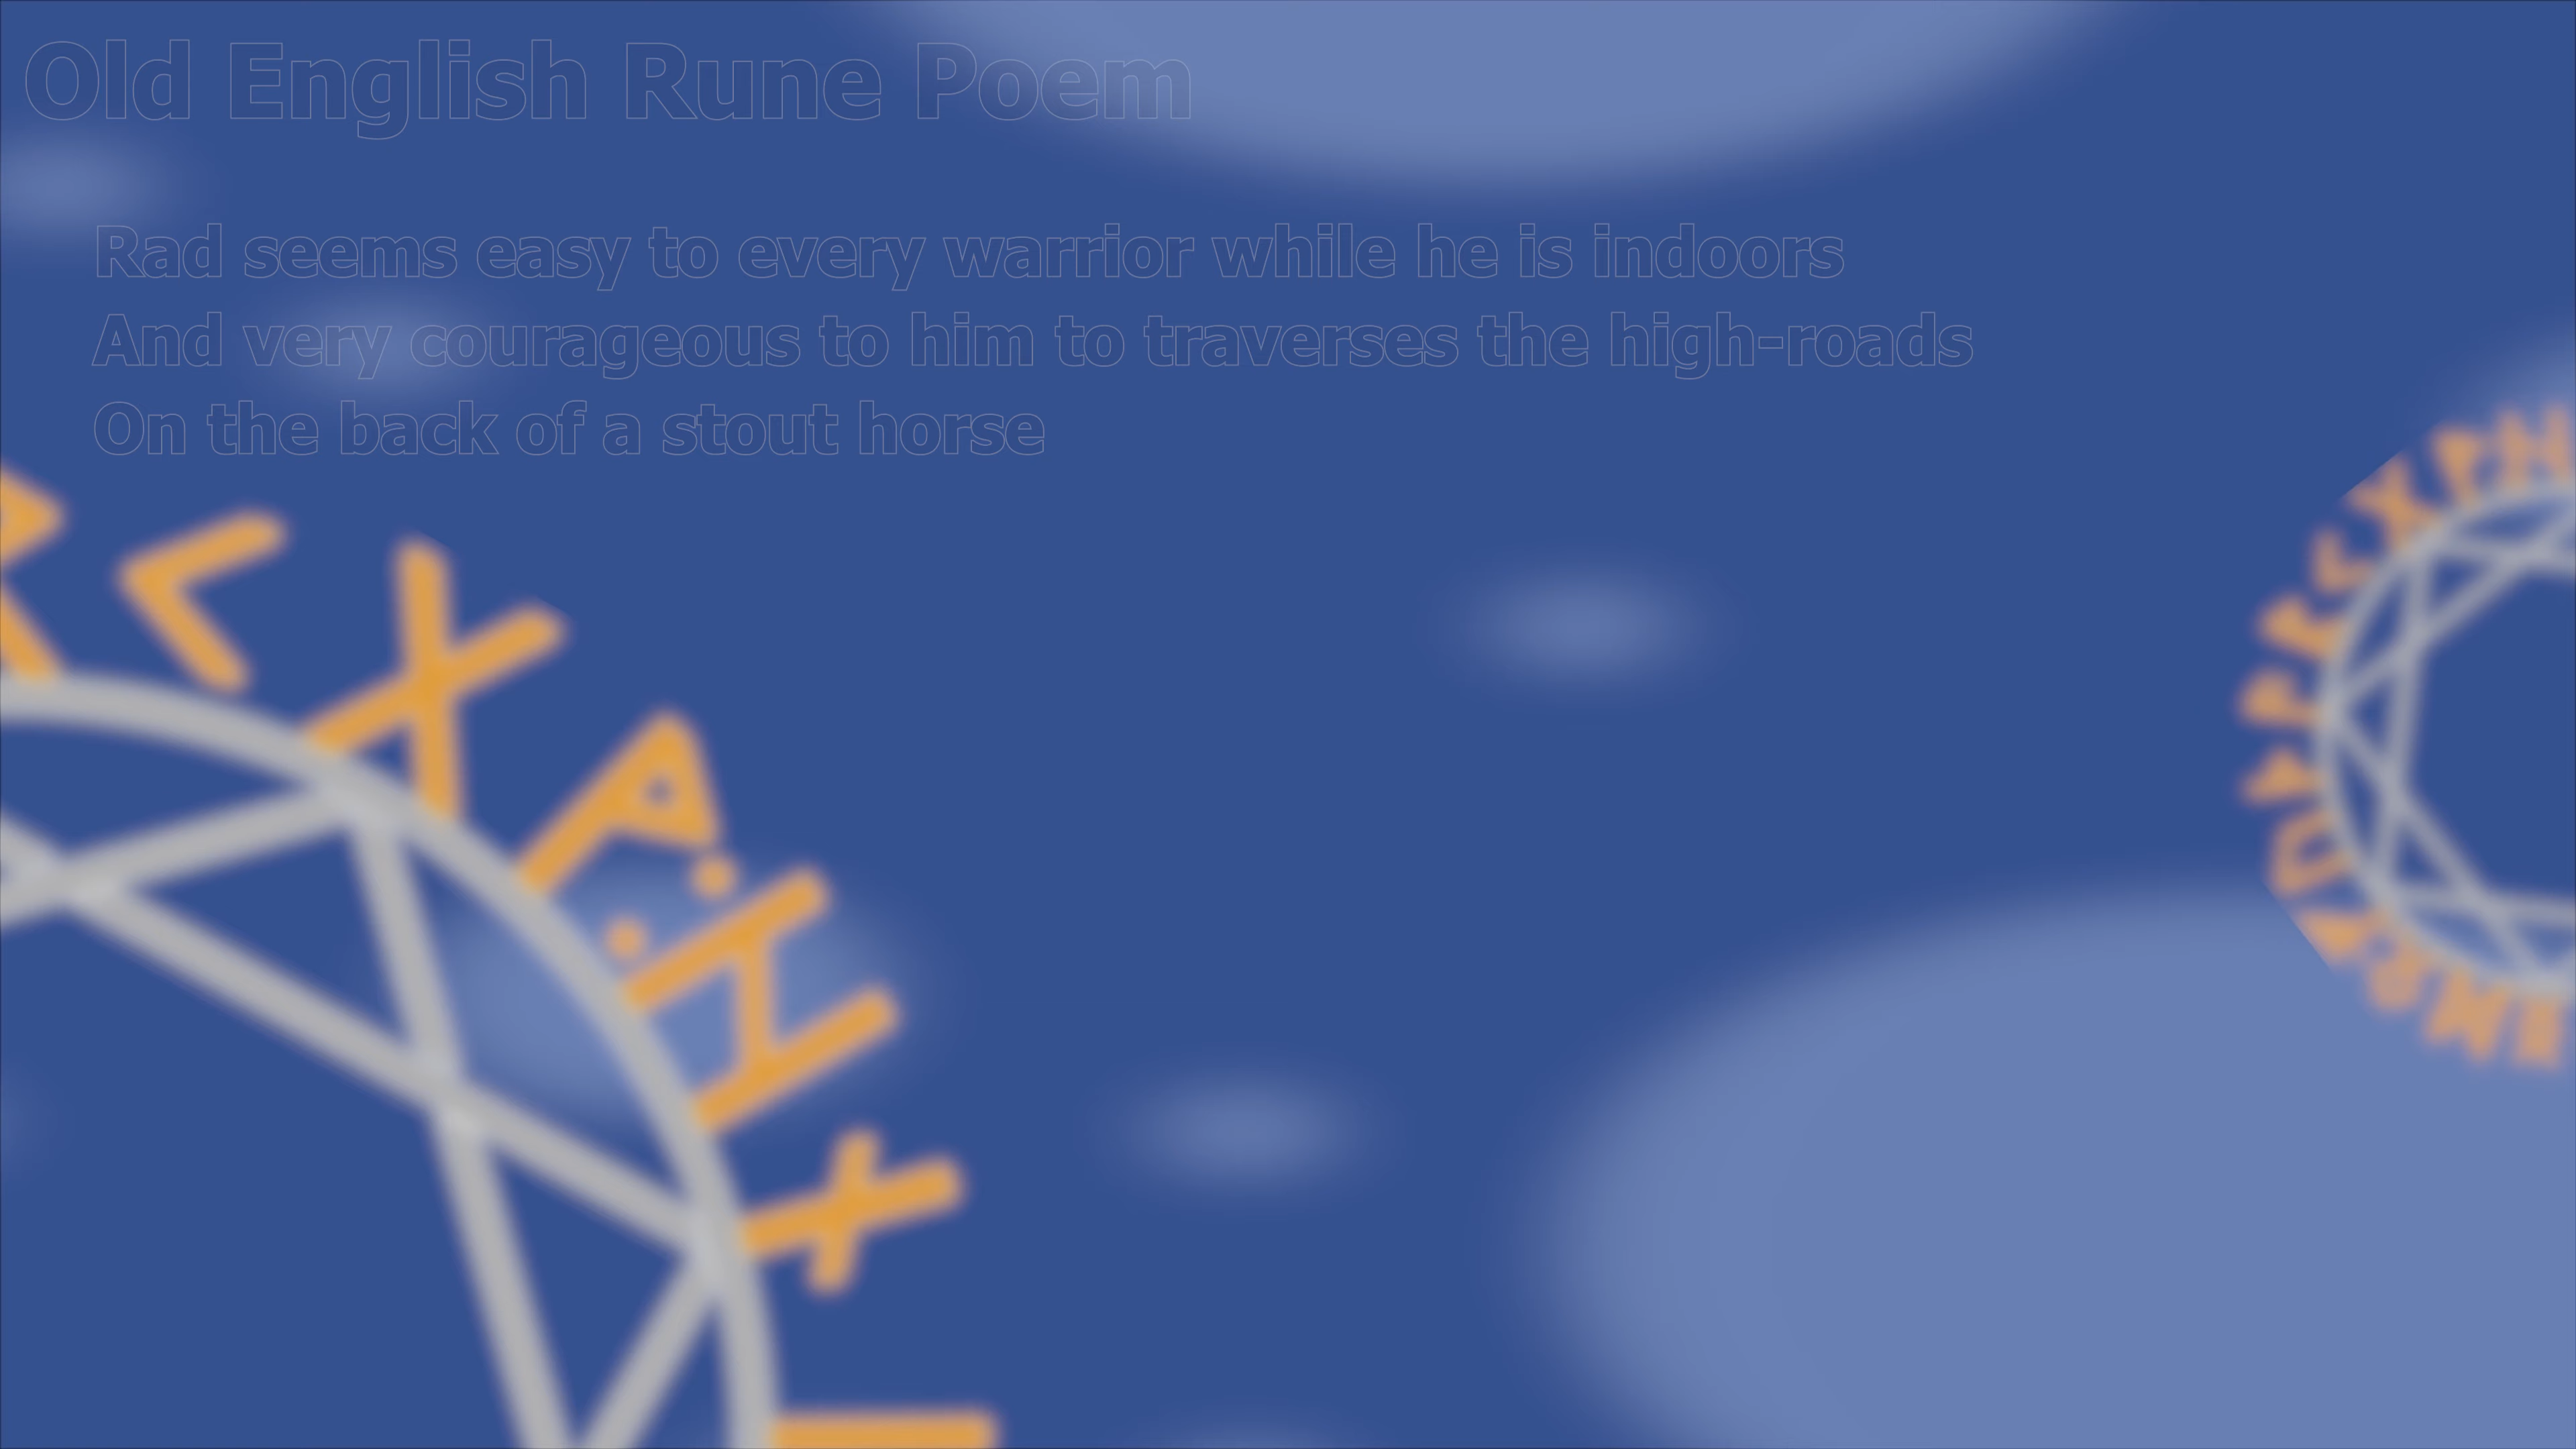 Old English Rune Poem
Rad seems easy to every warrior while he is indoors
And very courageous to him to traverses the high-roads
On the back of a stout horse
ᚱ ᚲ ᚷ ᚹ ᚺ ᚾ ᛁ